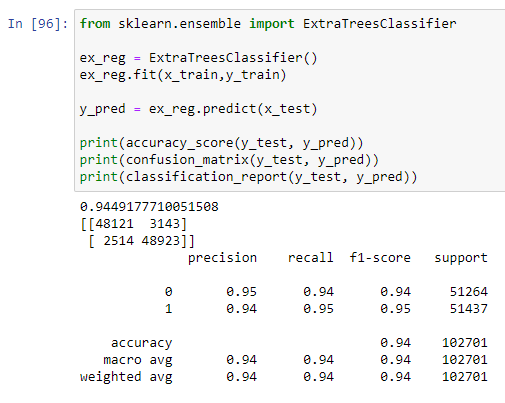 In [96]: from sklearn.ensemble import ExtraTreesClassifier
ex_reg = ExtraTreesClassifier()
ex_reg.fit(x_train,y_train)
y_pred = ex_reg.predict(x_test)
print(accuracy_score(y_test, y_pred))
print(confusion_matrix(y_test, y_pred))
print(classification_report(y_test, y_pred))
0.9449177710051508
[[48121  3143]
 [ 2514 48923]]
precision    recall  f1-score   support
0       0.95      0.94      0.94     51264
1       0.94      0.95      0.95     51437
accuracy                           0.94    102701
macro avg       0.94      0.94      0.94    102701
weighted avg       0.94      0.94      0.94    102701